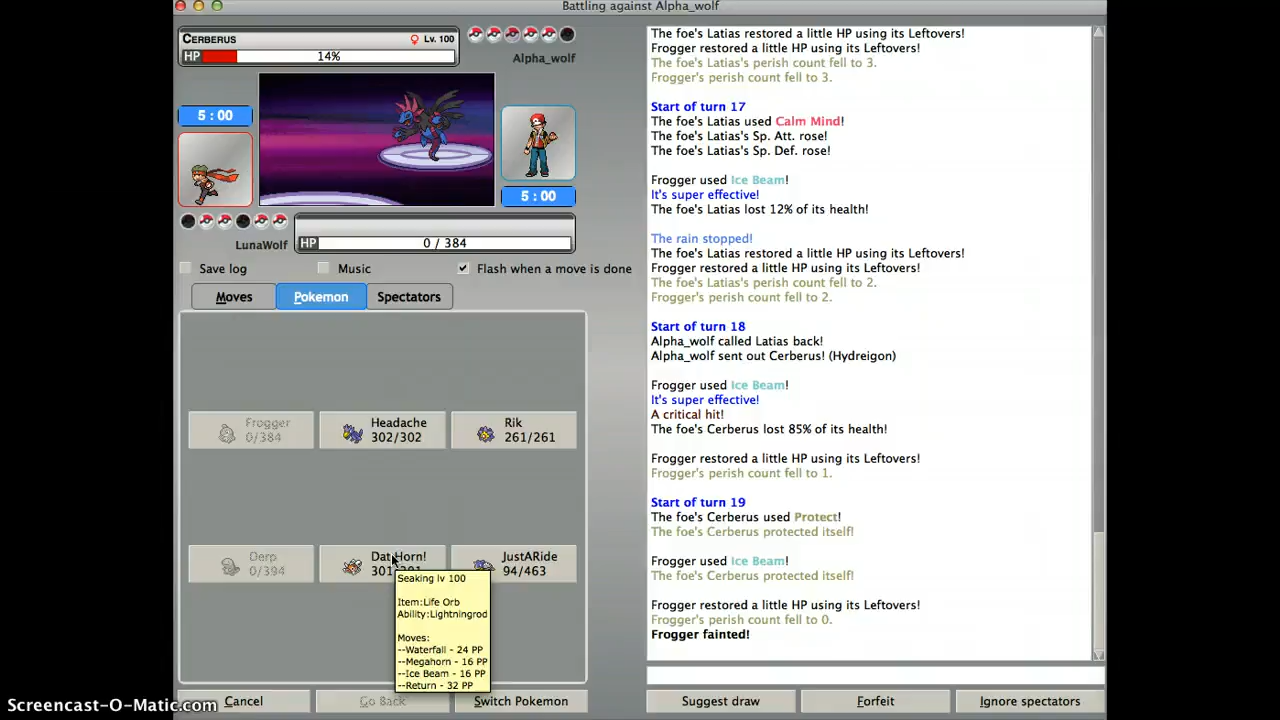 Battling against Alpha_wolf
CERBERUS ♀ Lv. 100
HP 14%
Alpha_wolf
5:00
5:00
LunaWolf
HP 0 / 384
Save log
Music
Flash when a move is done
Moves
Pokemon
Spectators
Frogger
0/384
Headache
302/302
Rik
261/261
Derp
0/394
Dat Horn!
JustARide
94/463
Seaking lv 100
Item:Life Orb
Ability:Lightningrod
Moves:
--Waterfall - 24 PP
--Megahorn - 16 PP
--Ice Beam - 16 PP
--Return - 32 PP
Cancel
Go Back
Switch Pokemon
The foe's Latias restored a little HP using its Leftovers!
Frogger restored a little HP using its Leftovers!
The foe's Latias's perish count fell to 3.
Frogger's perish count fell to 3.
Start of turn 17
The foe's Latias used Calm Mind!
The foe's Latias's Sp. Att. rose!
The foe's Latias's Sp. Def. rose!
Frogger used Ice Beam!
It's super effective!
The foe's Latias lost 12% of its health!
The rain stopped!
The foe's Latias restored a little HP using its Leftovers!
Frogger restored a little HP using its Leftovers!
The foe's Latias's perish count fell to 2.
Frogger's perish count fell to 2.
Start of turn 18
Alpha_wolf called Latias back!
Alpha_wolf sent out Cerberus! (Hydreigon)
Frogger used Ice Beam!
It's super effective!
A critical hit!
The foe's Cerberus lost 85% of its health!
Frogger restored a little HP using its Leftovers!
Frogger's perish count fell to 1.
Start of turn 19
The foe's Cerberus used Protect!
The foe's Cerberus protected itself!
Frogger used Ice Beam!
The foe's Cerberus protected itself!
Frogger restored a little HP using its Leftovers!
Frogger's perish count fell to 0.
Frogger fainted!
Suggest draw
Forfeit
Ignore spectators
Screencast-O-Matic.com